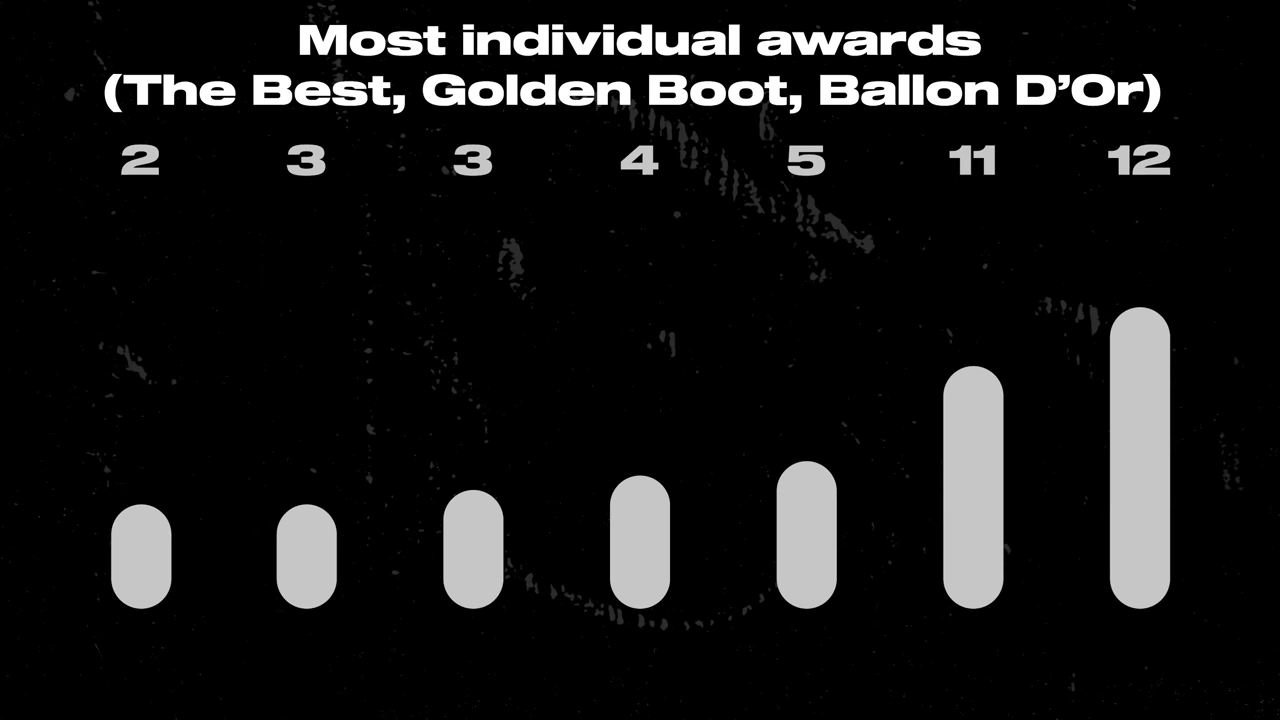 Most individual awards
(The Best, Golden Boot, Ballon D’Or)
2 3 3 4 5 11 12